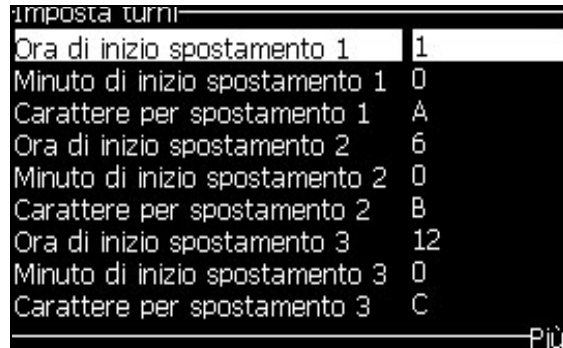 Imposta turni
Ora di inizio spostamento 1 1
Minuto di inizio spostamento 1 0
Carattere per spostamento 1 A
Ora di inizio spostamento 2 6
Minuto di inizio spostamento 2 0
Carattere per spostamento 2 B
Ora di inizio spostamento 3 12
Minuto di inizio spostamento 3 0
Carattere per spostamento 3 C
Più